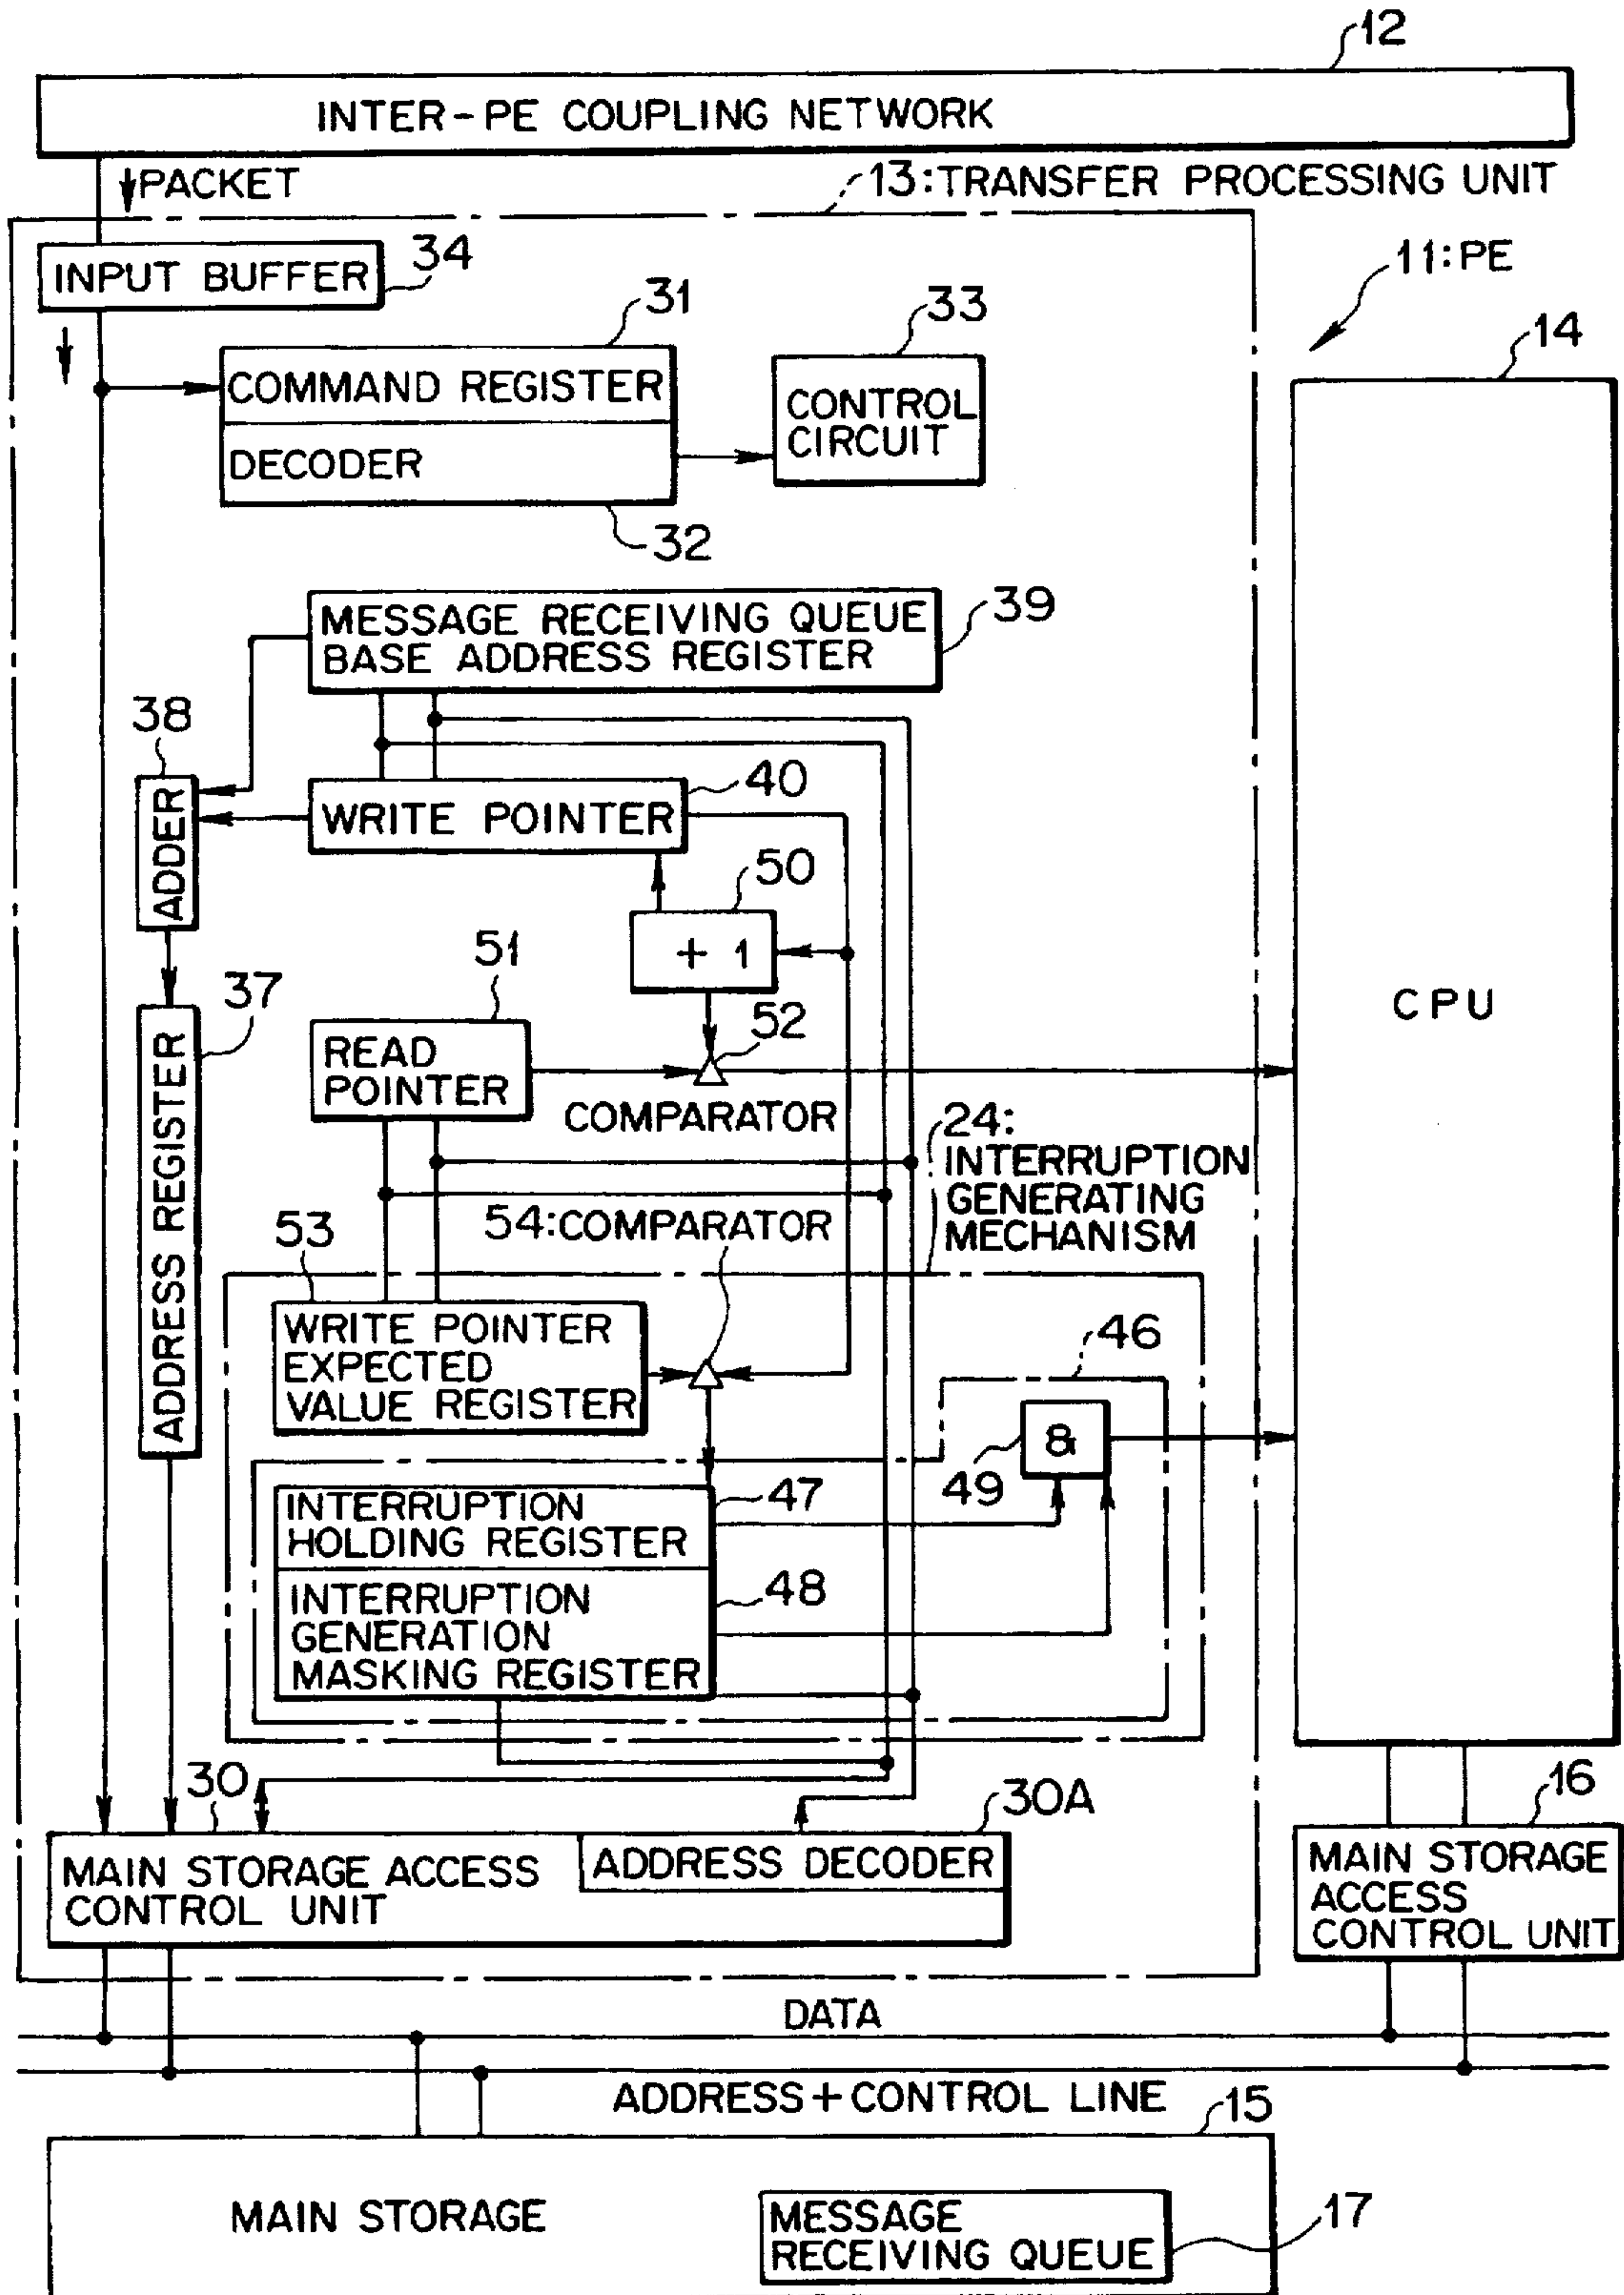 12
INTER-PE COUPLING NETWORK
PACKET
13:TRANSFER PROCESSING UNIT
INPUT BUFFER
34
11:PE
31
33
14
COMMAND REGISTER
CONTROL
CIRCUIT
DECODER
32
MESSAGE RECEIVING QUEUE
BASE ADDRESS REGISTER
39
38
ADDER
WRITE POINTER
40
50
+ 1
51
37
READ
POINTER
52
COMPARATOR
CPU
ADDRESS REGISTER
24:
INTERRUPTION
GENERATING
MECHANISM
54:COMPARATOR
53
WRITE POINTER
EXPECTED
VALUE REGISTER
46
&
49
INTERRUPTION
HOLDING REGISTER
47
INTERRUPTION
GENERATION
MASKING REGISTER
48
30
30A
16
MAIN STORAGE ACCESS
CONTROL UNIT
ADDRESS DECODER
MAIN STORAGE
ACCESS
CONTROL UNIT
DATA
ADDRESS+CONTROL LINE
15
MAIN STORAGE
MESSAGE
RECEIVING QUEUE
17